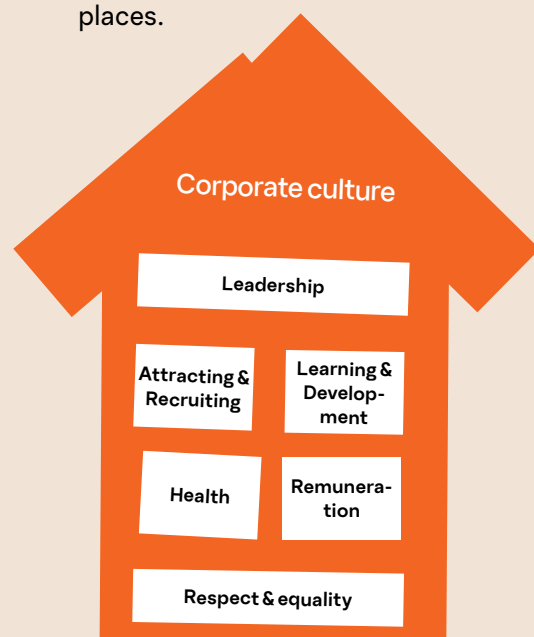 places.
Corporate culture
Leadership
Attracting &
Recruiting
Learning &
Develop-
ment
Health
Remunera-
tion
Respect & equality